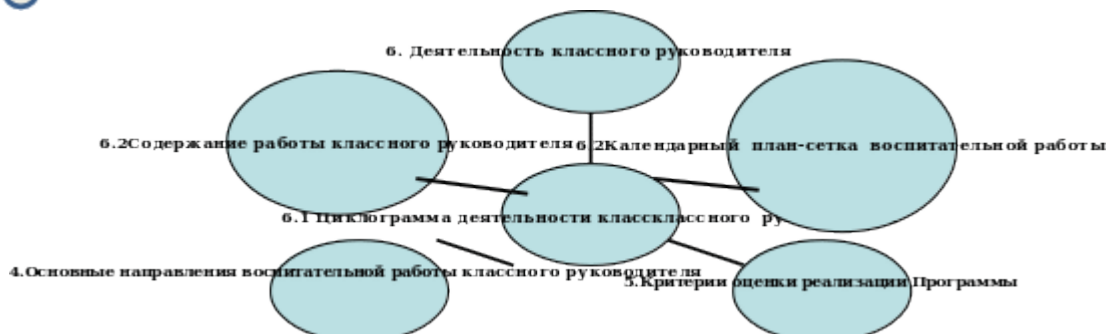 6. Деятельность классного руководителя
6.2Содержание работы классного руководителя
6.2Календарный план-сетка воспитательной работы
6.1 Циклограмма деятельности классклассного ру
4.Основные направления воспитательной работы классного руководителя
5.Критерии оценки реализации Программы